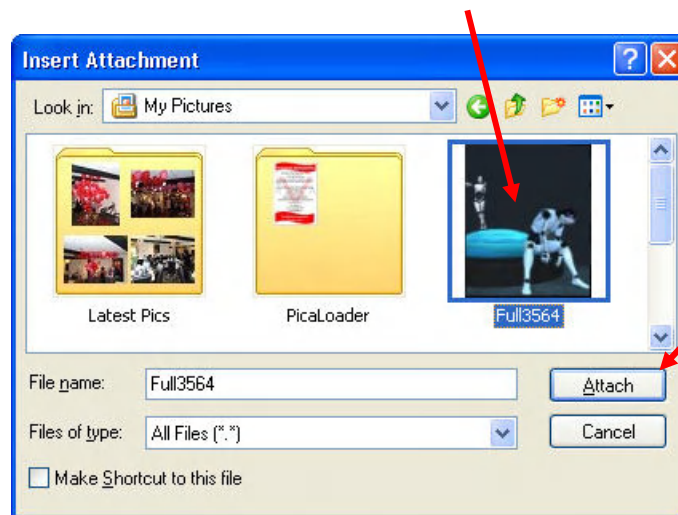 Insert Attachment
Look in: My Pictures
Latest Pics PicaLoader Full3564
File name: Full3564 Attach
Files of type: All Files (*.*) Cancel
Make Shortcut to this file